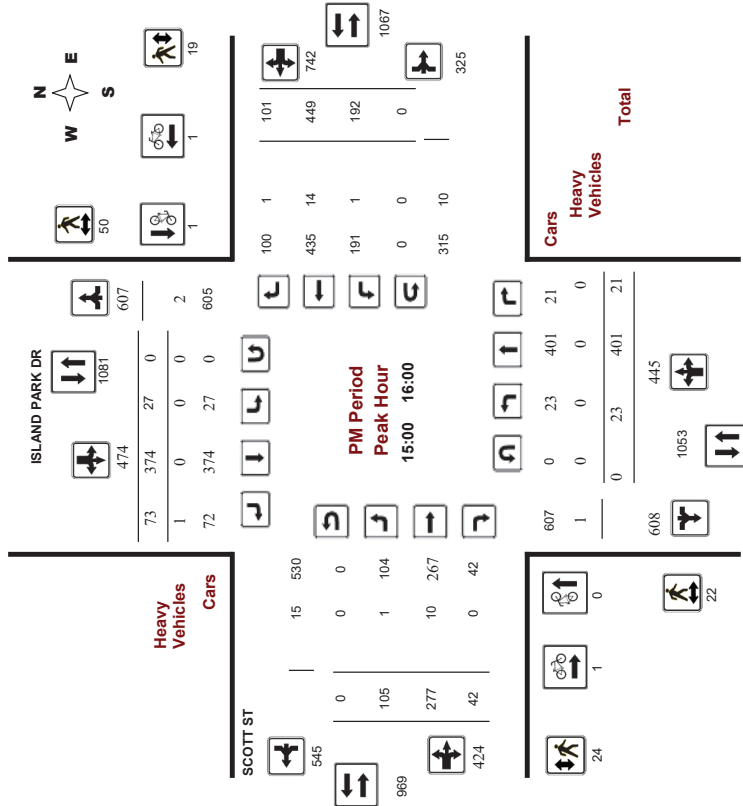 N
W E
S
50
19
1
1
ISLAND PARK DR
474
1081
607
73 374 27 0
1 0 0 0 2
72 374 27 0 605
Heavy
Vehicles
Cars
742
1067
325
100 1 101
435 14 449
191 1 192
0 0 0
315 10
PM Period
Peak Hour
15:00 16:00
SCOTT ST
545
969
424
15 530
0 0 0
105 1 104
277 10 267
42 0 42
607 0 23 401 21
1 0 0 0 0
608 0 23 401 21
1053
445
Cars
Heavy
Vehicles
Total
24
1
0
22